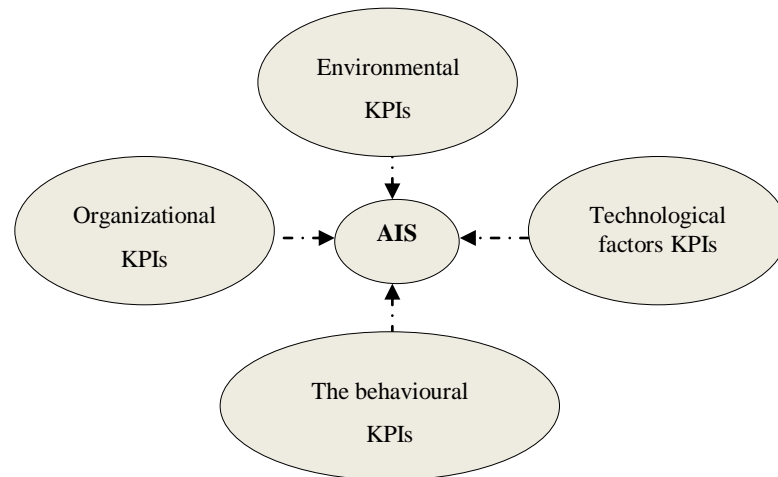 Environmental
KPIs
Organizational
KPIs
AIS
Technological
factors KPIs
The behavioural
KPIs